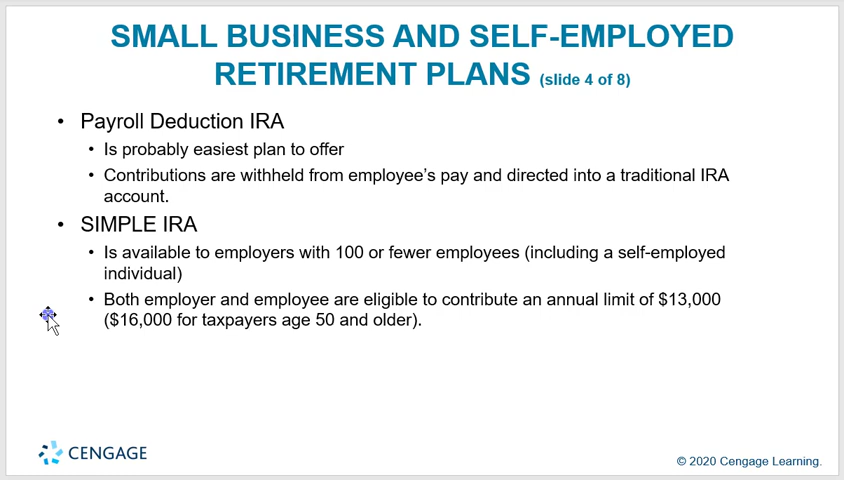 SMALL BUSINESS AND SELF-EMPLOYED
RETIREMENT PLANS (slide 4 of 8)
• Payroll Deduction IRA
• Is probably easiest plan to offer
• Contributions are withheld from employee’s pay and directed into a traditional IRA
account.
• SIMPLE IRA
• Is available to employers with 100 or fewer employees (including a self-employed
individual)
• Both employer and employee are eligible to contribute an annual limit of $13,000
($16,000 for taxpayers age 50 and older).
CENGAGE
© 2020 Cengage Learning.